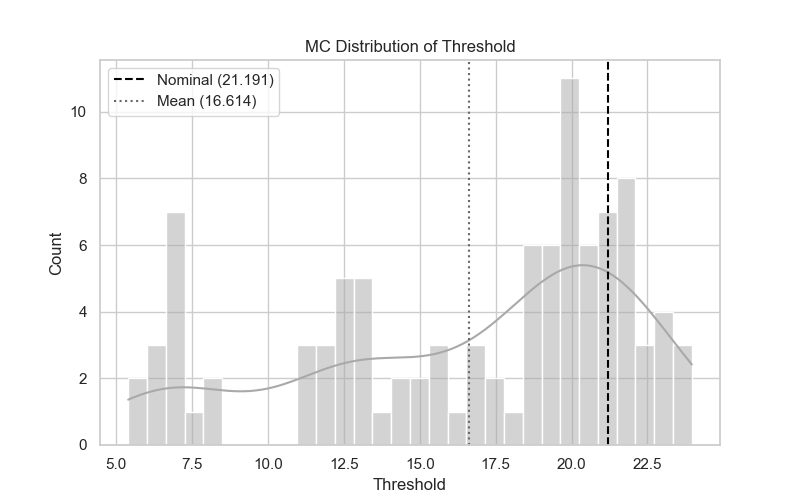 MC Distribution of Threshold
Nominal (21.191)
Mean (16.614)
10
8
6
4
2
0
Count
5.0 7.5 10.0 12.5 15.0 17.5 20.0 22.5
Threshold